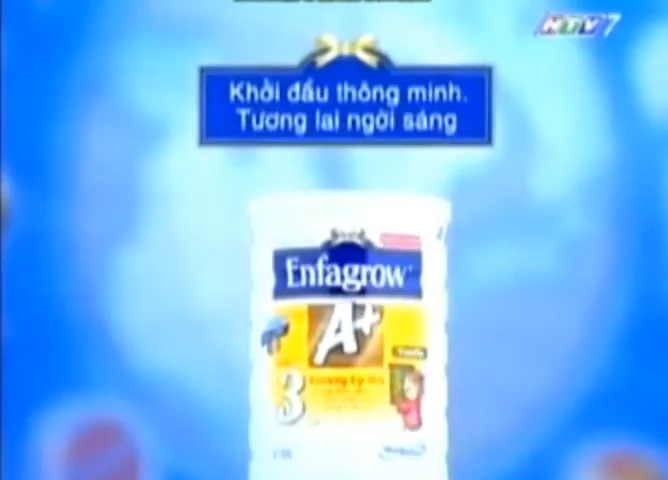 HTV7
Khởi đầu thông minh.
Tương lai ngời sáng
Enfagrow
A+
3